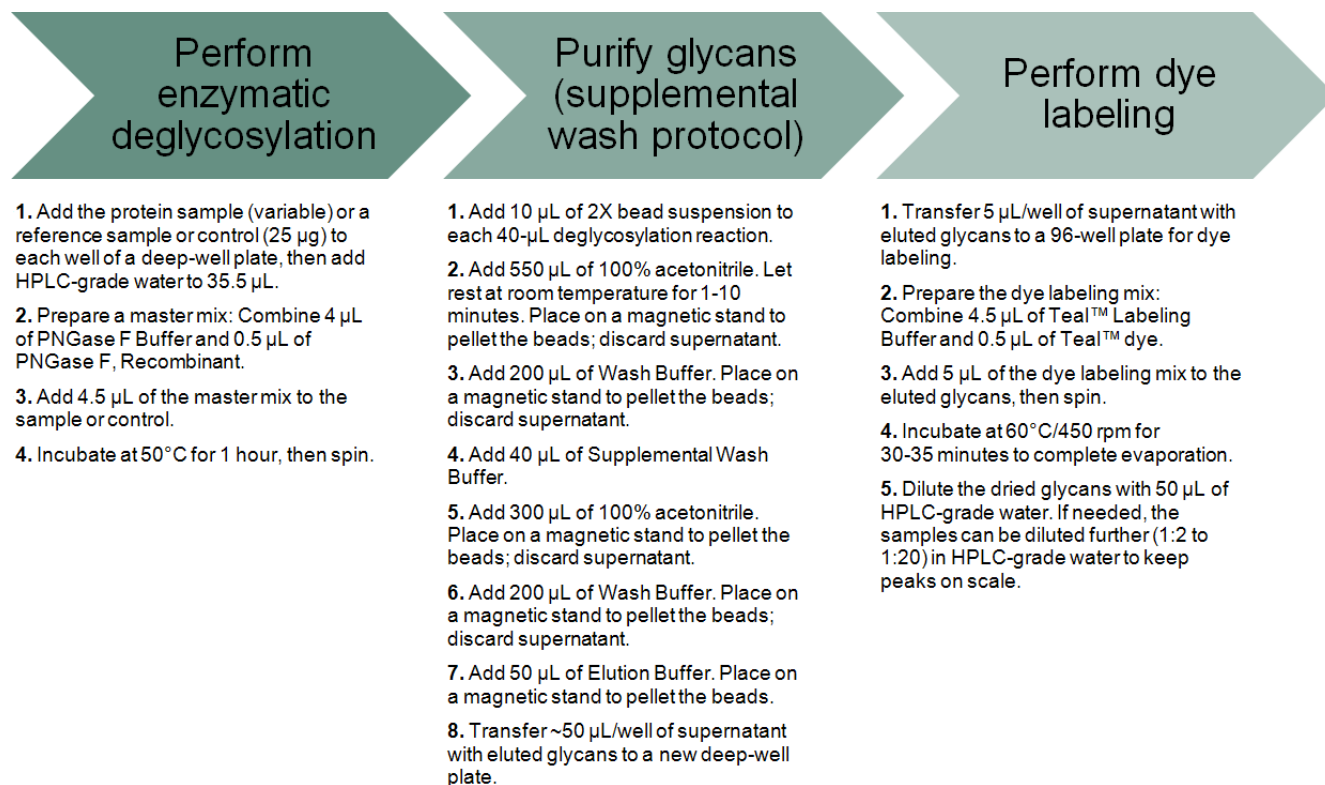 Perform
enzymatic
deglycosylation
1. Add the protein sample (variable) or a
reference sample or control (25 µg) to
each well of a deep-well plate, then add
HPLC-grade water to 35.5 µL.
2. Prepare a master mix: Combine 4 µL
of PNGase F Buffer and 0.5 µL of
PNGase F, Recombinant.
3. Add 4.5 µL of the master mix to the
sample or control.
4. Incubate at 50°C for 1 hour, then spin.
Purify glycans
(supplemental
wash protocol)
1. Add 10 µL of 2X bead suspension to
each 40-µL deglycosylation reaction.
2. Add 550 µL of 100% acetonitrile. Let
rest at room temperature for 1-10
minutes. Place on a magnetic stand to
pellet the beads; discard supernatant.
3. Add 200 µL of Wash Buffer. Place on
a magnetic stand to pellet the beads;
discard supernatant.
4. Add 40 µL of Supplemental Wash
Buffer.
5. Add 300 µL of 100% acetonitrile.
Place on a magnetic stand to pellet the
beads; discard supernatant.
6. Add 200 µL of Wash Buffer. Place on
a magnetic stand to pellet the beads;
discard supernatant.
7. Add 50 µL of Elution Buffer. Place on
a magnetic stand to pellet the beads.
8. Transfer ~50 µL/well of supernatant
with eluted glycans to a new deep-well
plate.
Perform dye
labeling
1. Transfer 5 µL/well of supernatant with
eluted glycans to a 96-well plate for dye
labeling.
2. Prepare the dye labeling mix:
Combine 4.5 µL of Teal™ Labeling
Buffer and 0.5 µL of Teal™ dye.
3. Add 5 µL of the dye labeling mix to the
eluted glycans, then spin.
4. Incubate at 60°C/450 rpm for
30-35 minutes to complete evaporation.
5. Dilute the dried glycans with 50 µL of
HPLC-grade water. If needed, the
samples can be diluted further (1:2 to
1:20) in HPLC-grade water to keep
peaks on scale.